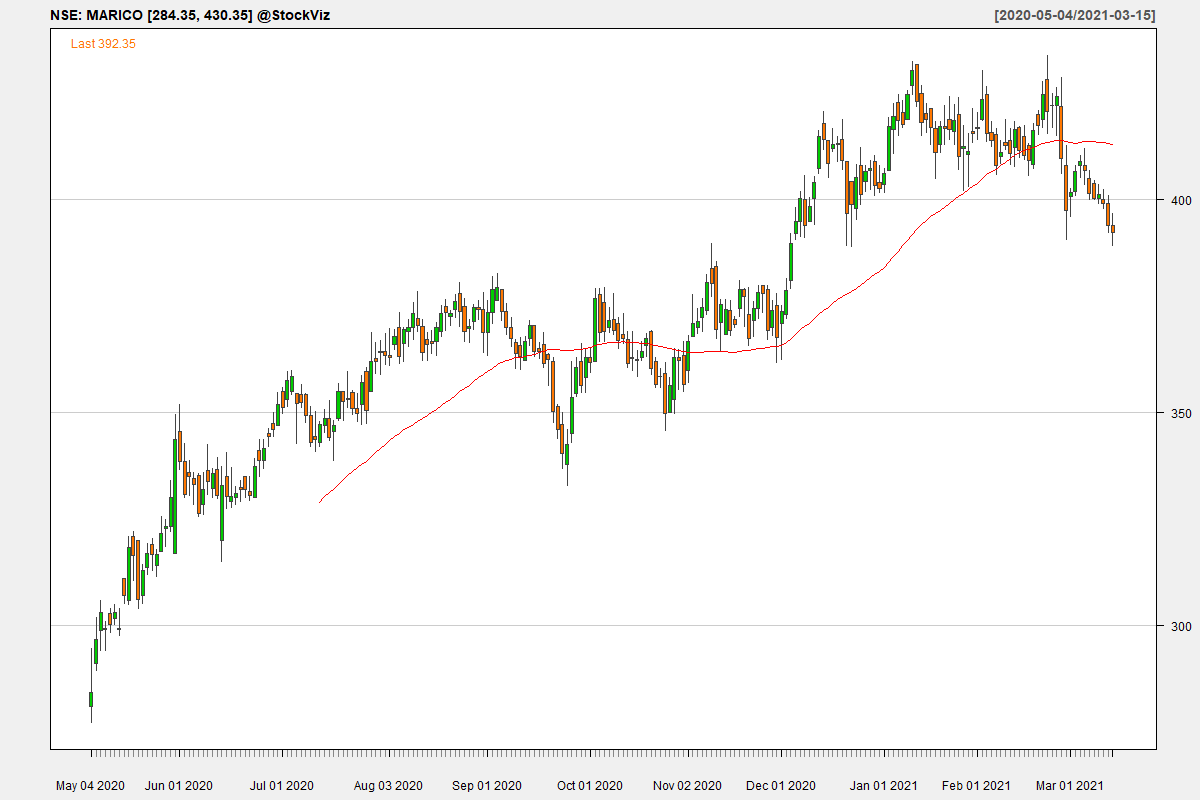 NSE: MARICO [284.35, 430.35] @StockViz
[2020-05-04/2021-03-15]
Last 392.35
400
350
300
May 04 2020
Jun 01 2020
Jul 01 2020
Aug 03 2020
Sep 01 2020
Oct 01 2020
Nov 02 2020
Dec 01 2020
Jan 01 2021
Feb 01 2021
Mar 01 2021